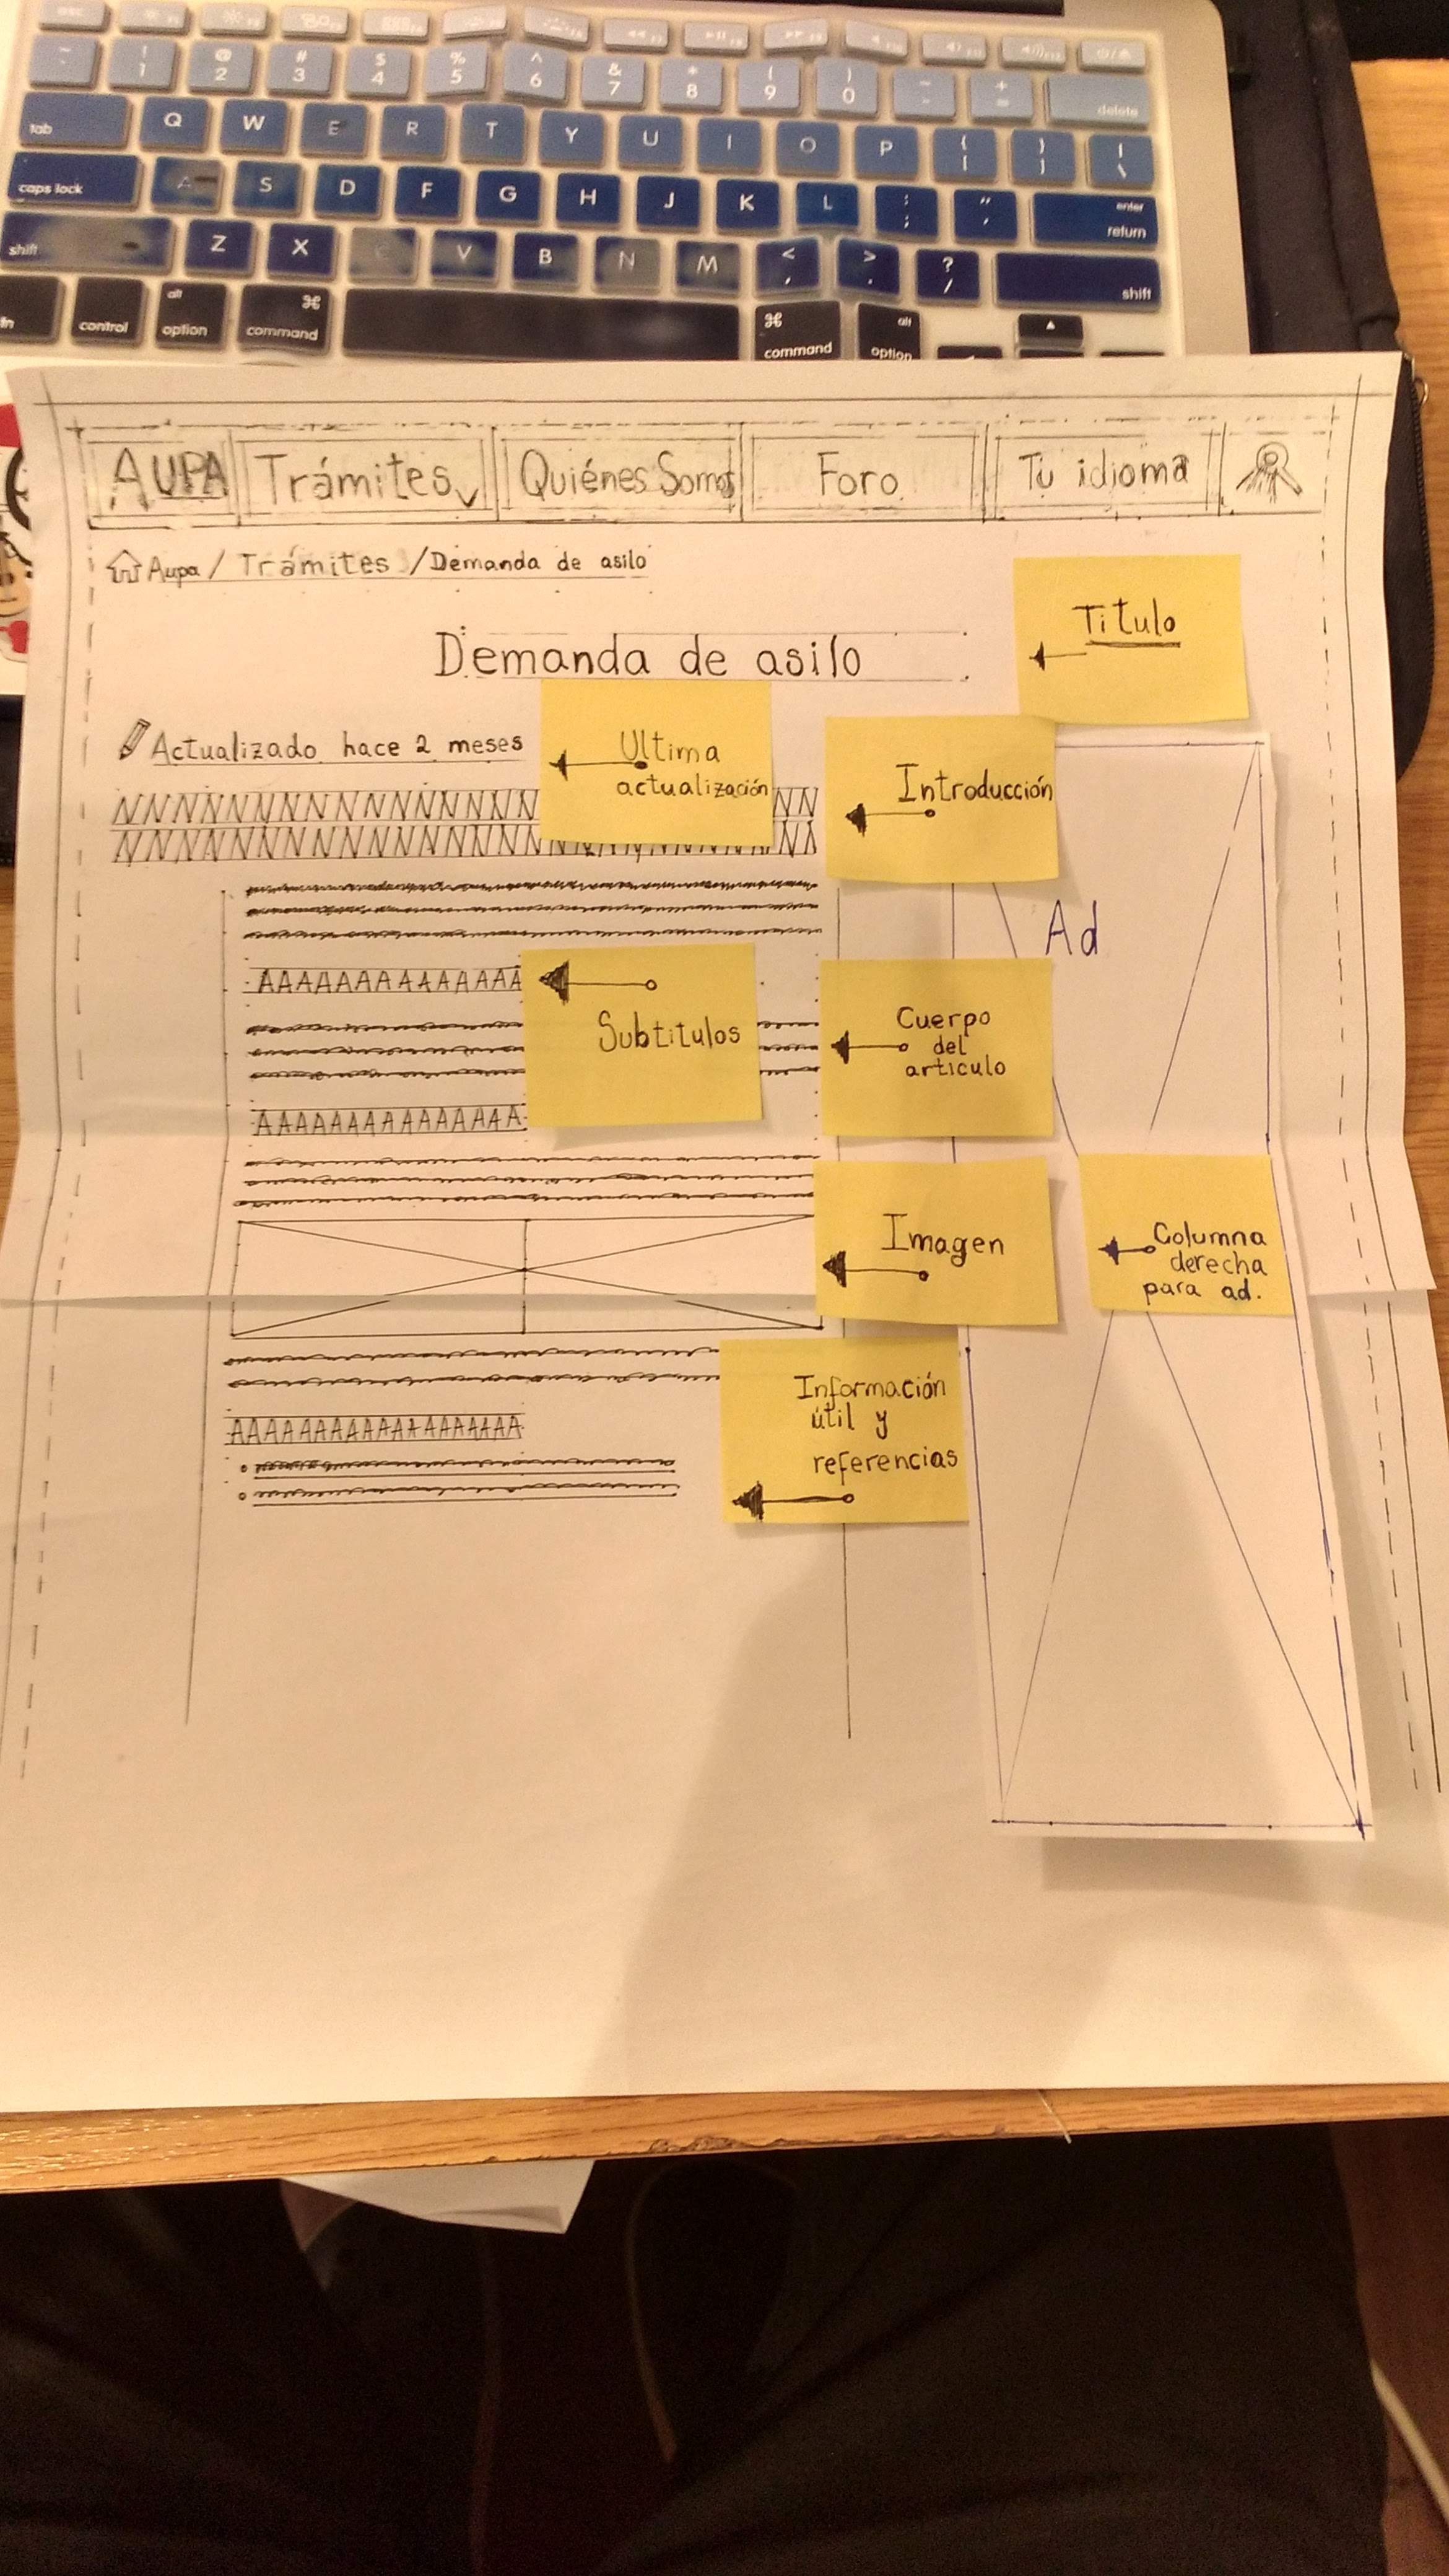 esc
~ ! @ # $ % ^ & * ( ) - +
` 1 2 3 4 5 6 7 8 9 0 - = delete
tab Q W E R T Y U I O P { [ } ] | \
caps lock A S D F G H J K L : ; " ' enter return
shift Z X C V B N M < , > . ? / shift
fn control alt option ⌘ command ⌘ command alt option
AUPA Trámites Quiénes Somos Foro Tu idioma
Aupa / Trámites / Demanda de asilo
Titulo
Demanda de asilo
Actualizado hace 2 meses
Ultima
actualización
Introducción
NNNNNNNNNNNNNNNNNNNNNNN
NNNNNNNNNNNNNNNNNNNNNNN
Ad
AAAAAAAAAAAAAA
Subtitulos
Cuerpo
del
articulo
AAAAAAAAAAAAAAA
Imagen
Columna
derecha
para ad.
Información
útil y
referencias
AAAAAAAAAAAAAAAAAA